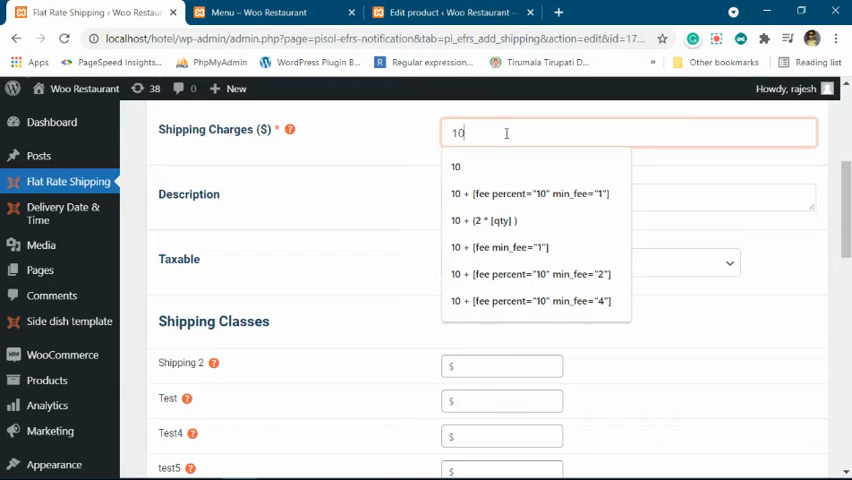 Flat Rate Shipping ‹ Woo Restaur
Menu – Woo Restaurant
Edit product ‹ Woo Restaurant —
localhost/hotel/wp-admin/admin.php?page=pisol-efrs-notification&tab=pi_efrs_add_shipping&action=edit&id=17...
Apps
PageSpeed Insights...
PhpMyAdmin
WordPress Plugin B...
Regular expression...
Tirumala Tirupati D...
»
Other bookmarks
Woo Restaurant
38
0
New
Howdy, rajesh
Dashboard
Posts
Flat Rate Shipping
Delivery Date &
Time
Media
Pages
Comments
Side dish template
WooCommerce
Products
Analytics
Marketing
Appearance
Shipping Charges ($) * ?
10
10
10 + [fee percent="10" min_fee="1"]
10 + (2 * [qty] )
10 + [fee min_fee="1"]
10 + [fee percent="10" min_fee="2"]
10 + [fee percent="10" min_fee="4"]
Description
Taxable
Shipping Classes
Shipping 2 ?
$
Test ?
$
Test4 ?
$
test5 ?
$